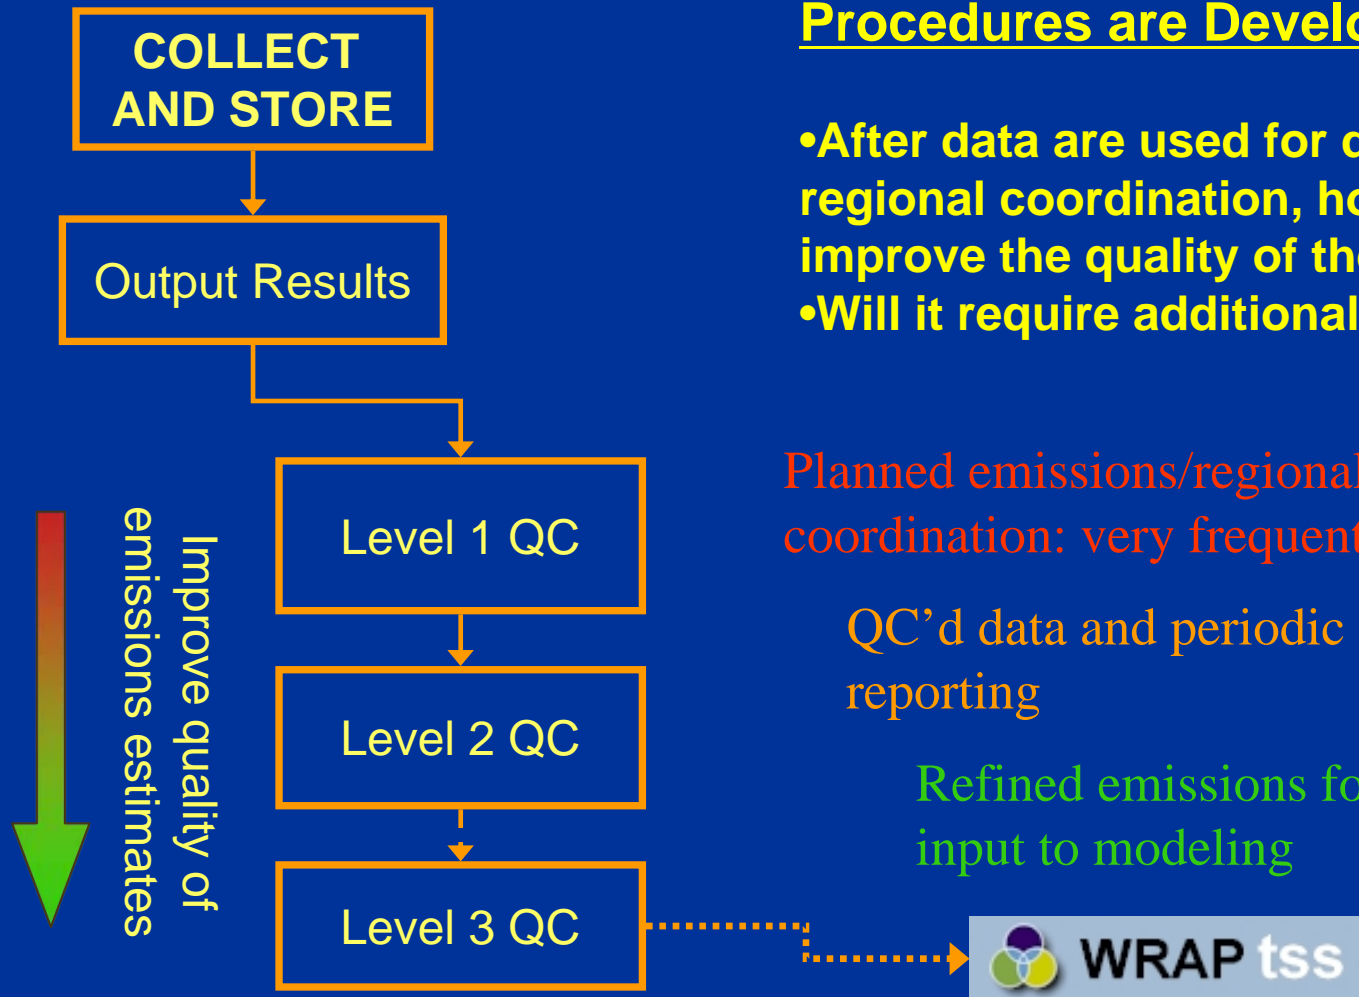 COLLECT
AND STORE
Output Results
Level 1 QC
Level 2 QC
Level 3 QC
Improve quality of
emissions estimates
Procedures are
•After data are used for
regional coordination,
improve the quality of
•Will it require additional
Planned emissions/regional
coordination: very frequent
QC’d data and periodic
reporting
Refined emissions
input to modeling
WRAP tss